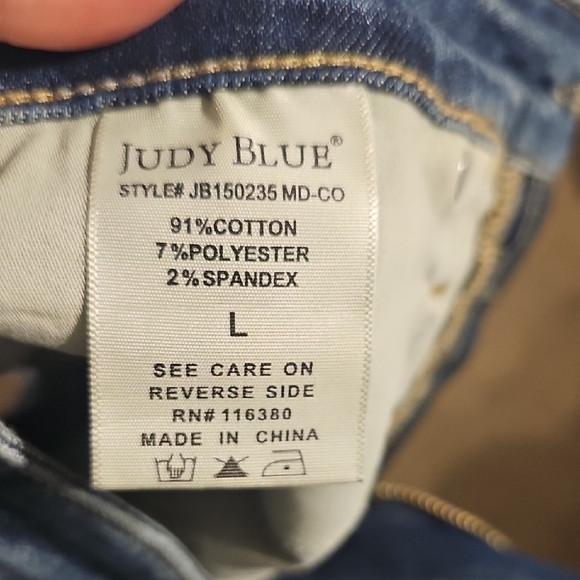 JUDY BLUE®
STYLE# JB150235 MD-CO
91%COTTON
7%POLYESTER
2%SPANDEX
L
SEE CARE ON
REVERSE SIDE
RN# 116380
MADE IN CHINA